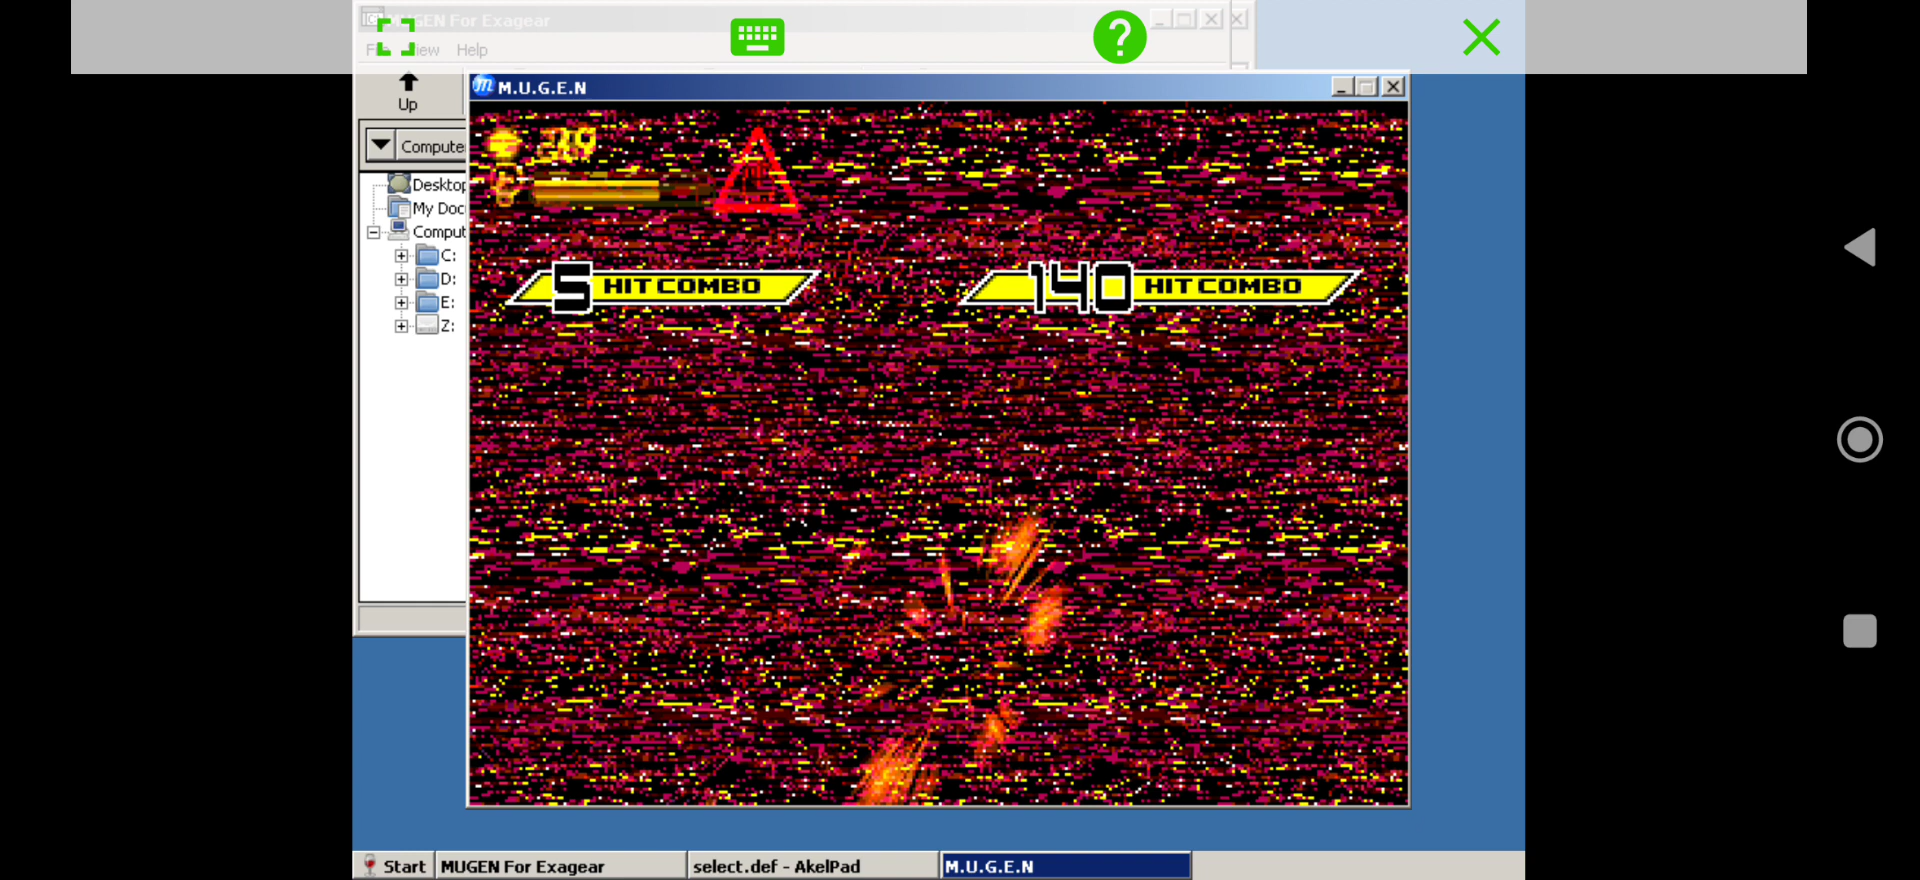 MUGEN For Exagear
File View Help
Up
M.U.G.E.N
Compute
Desktop
My Doc
Comput
C:
D:
E:
Z:
5 HIT COMBO
140 HIT COMBO
Start
MUGEN For Exagear
select.def - AkelPad
M.U.G.E.N